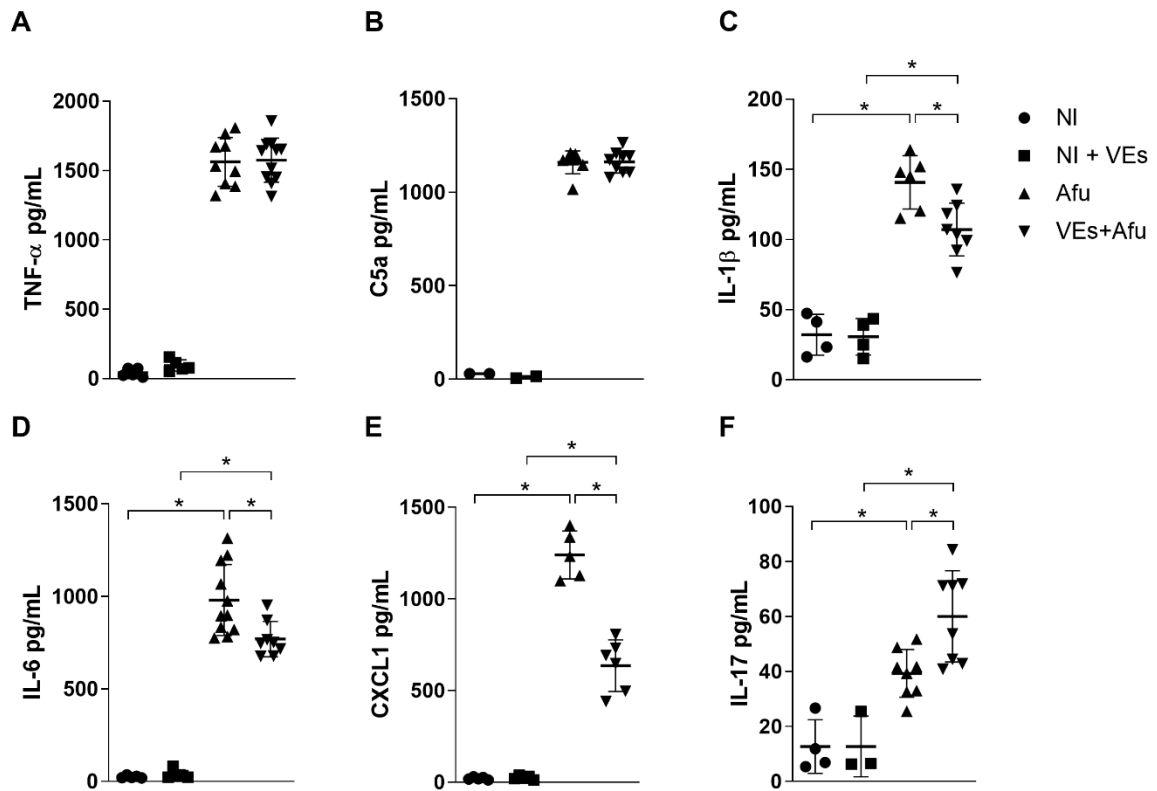 A
B
C
TNF-α pg/mL
2000
1500
1000
500
0
C5a pg/mL
1500
1000
500
0
IL-1β pg/mL
200
150
100
50
0
*
*
*
NI
NI + VEs
Afu
VEs+Afu
D
E
F
IL-6 pg/mL
1500
1000
500
0
*
*
*
CXCL1 pg/mL
1500
1000
500
0
*
*
*
IL-17 pg/mL
100
80
60
40
20
0
*
*
*